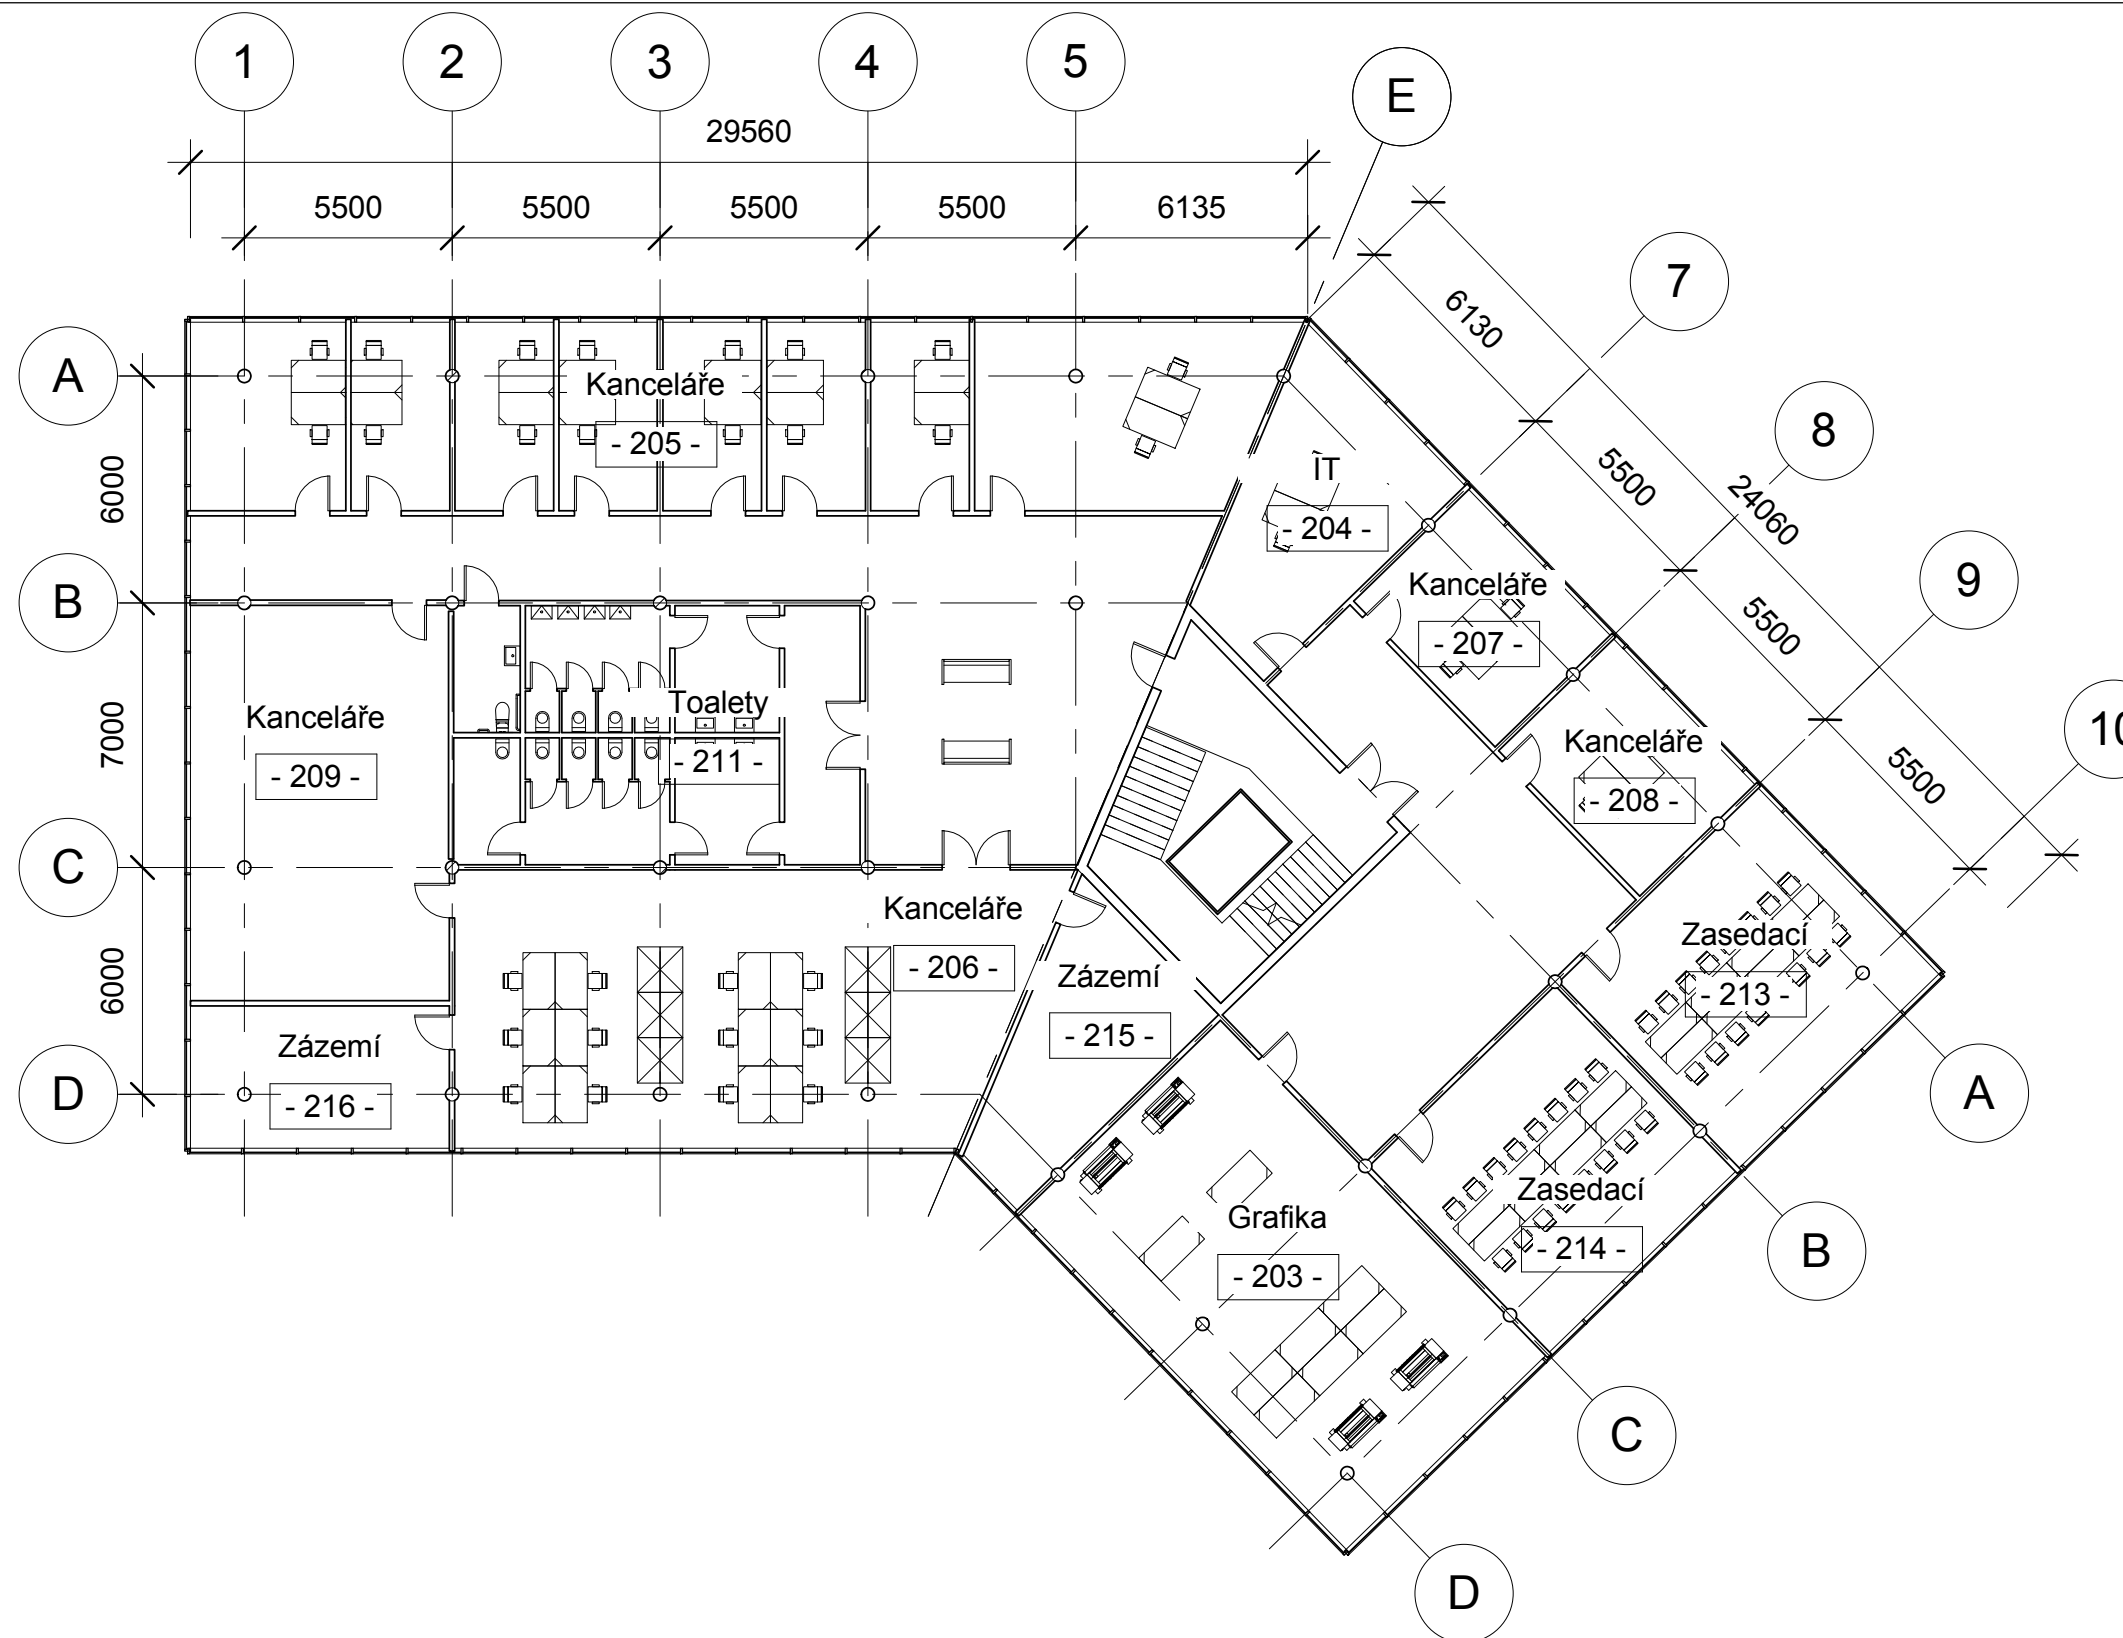 1
2
3
4
5
E
29560
5500
5500
5500
5500
6135
7
6130
8
5500
24060
9
5500
10
5500
A
6000
B
7000
C
6000
D
Kanceláře
- 205 -
IT
- 204 -
Kanceláře
- 207 -
Kanceláře
- 208 -
Kanceláře
- 209 -
Toalety
- 211 -
Kanceláře
- 206 -
Zázemí
- 215 -
Zasedací
- 213 -
Zázemí
- 216 -
Zasedací
- 214 -
Grafika
- 203 -
A
B
C
D